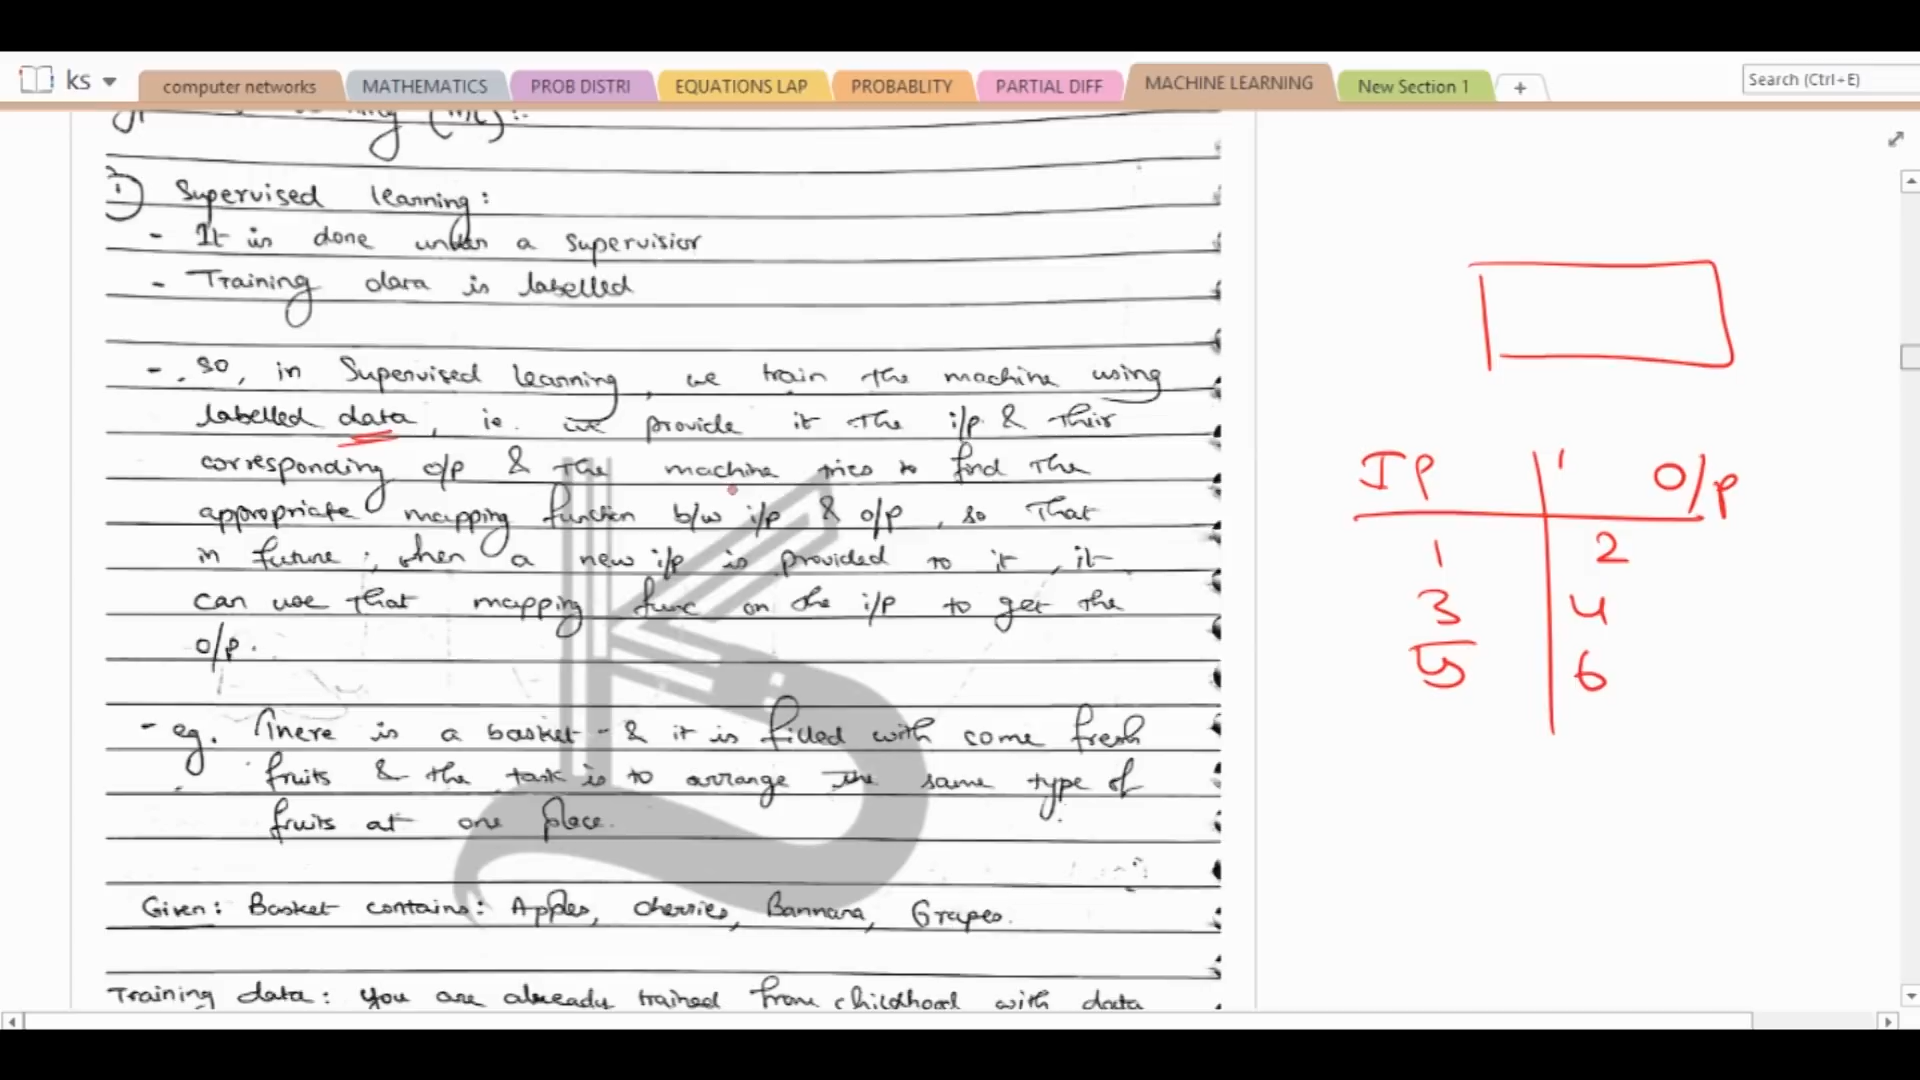 ks
computer networks
MATHEMATICS
PROB DISTRI
EQUATIONS LAP
PROBABLITY
PARTIAL DIFF
MACHINE LEARNING
New Section 1
+
Search (Ctrl+E)
1 Supervised learning:
- It is done under a supervisior
- Training data is labelled
- So, in Supervised learning, we train the machine using
labelled data, ie. we provide it the i/p & their
corresponding o/p & the machine tries to find the
appropriate mapping function b/w i/p & o/p, so that
in future, when a new i/p is provided to it, it
can use that mapping func on the i/p to get the
o/p.
- eg. There is a basket & it is filled with come fresh
fruits & the task is to arrange the same type of
fruits at one place.
Given: Basket contains: Apples, cherries, Bannana, Grapes.
Training data: you are already trained from childhood with data
IP O/p
1 2
3 4
5 6